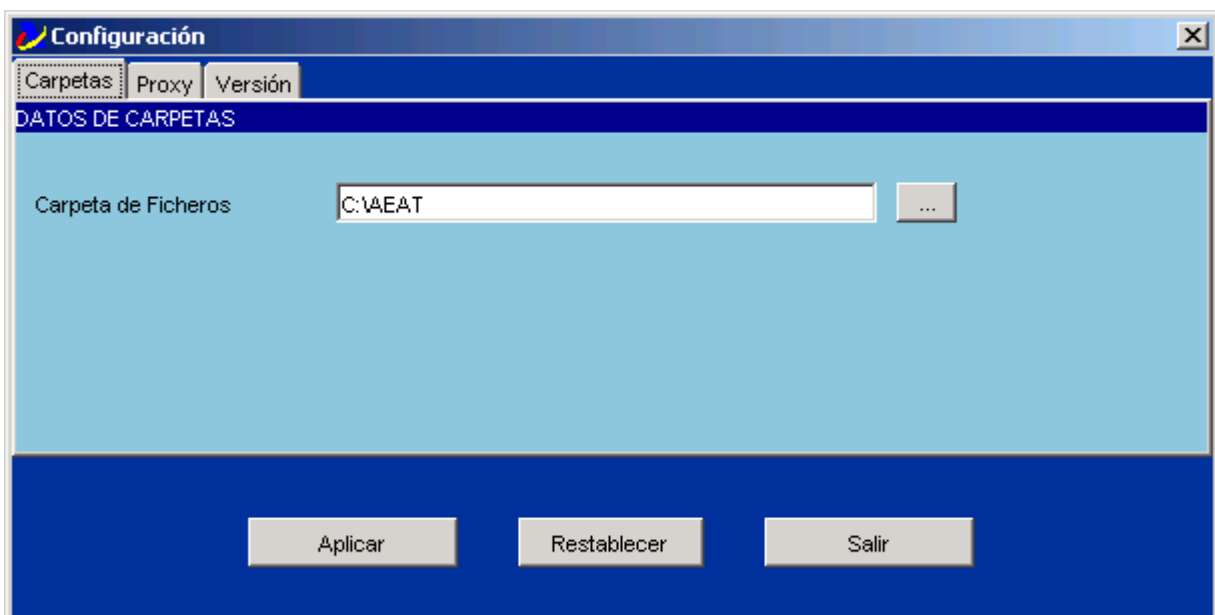 Configuración
Carpetas Proxy Versión
DATOS DE CARPETAS
Carpeta de Ficheros C:\AEAT ...
Aplicar Restablecer Salir